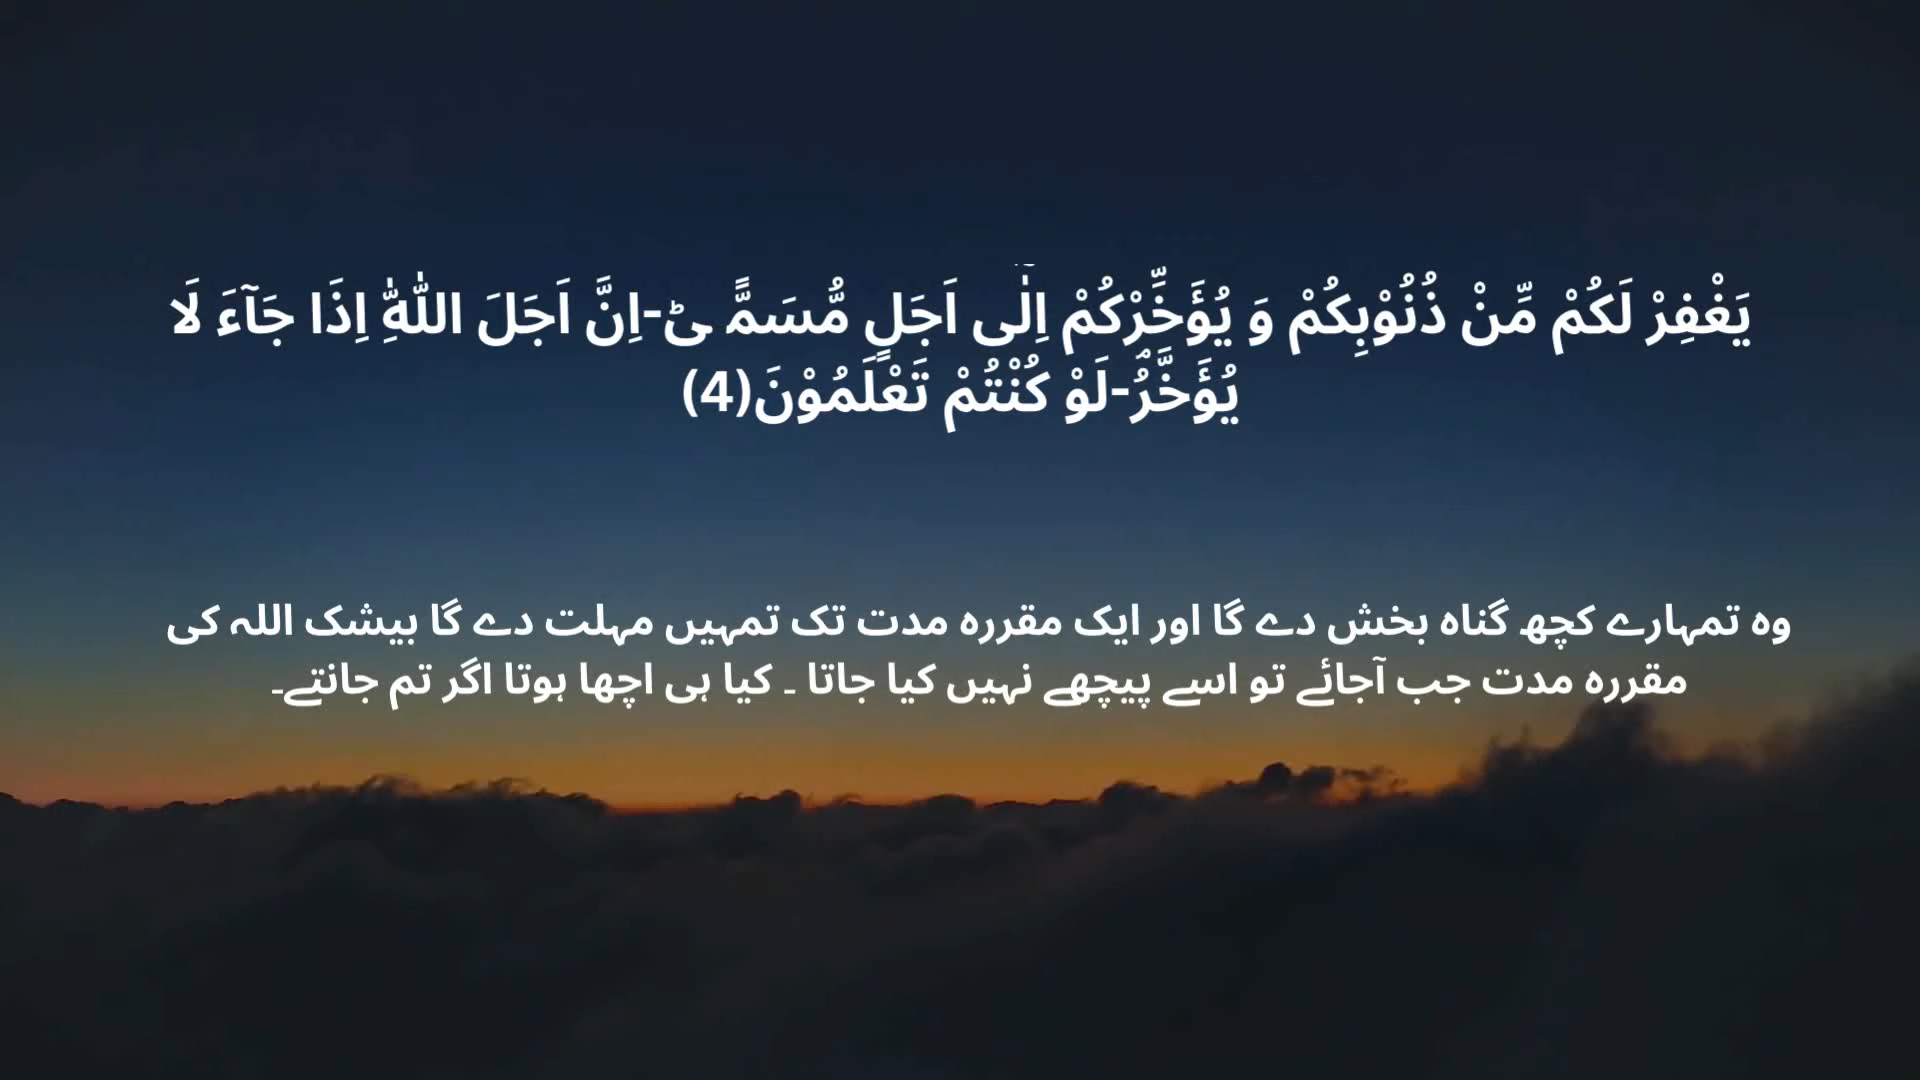 یَغْفِرْ لَكُمْ مِّنْ ذُنُوْبِكُمْ وَ یُؤَخِّرْكُمْ اِلٰۤى اَجَلٍ مُّسَمًّ ىؕ-اِنَّ اَجَلَ اللّٰهِ اِذَا جَآءَ لَا
یُؤَخَّرُۘ-لَوْ كُنْتُمْ تَعْلَمُوْنَ(4)
وہ تمہارے کچھ گناہ بخش دے گا اور ایک مقررہ مدت تک تمہیں مہلت دے گا بیشک اللہ کی
مقررہ مدت جب آجائے تو اسے پیچھے نہیں کیا جاتا ۔ کیا ہی اچھا ہوتا اگر تم جانتے۔